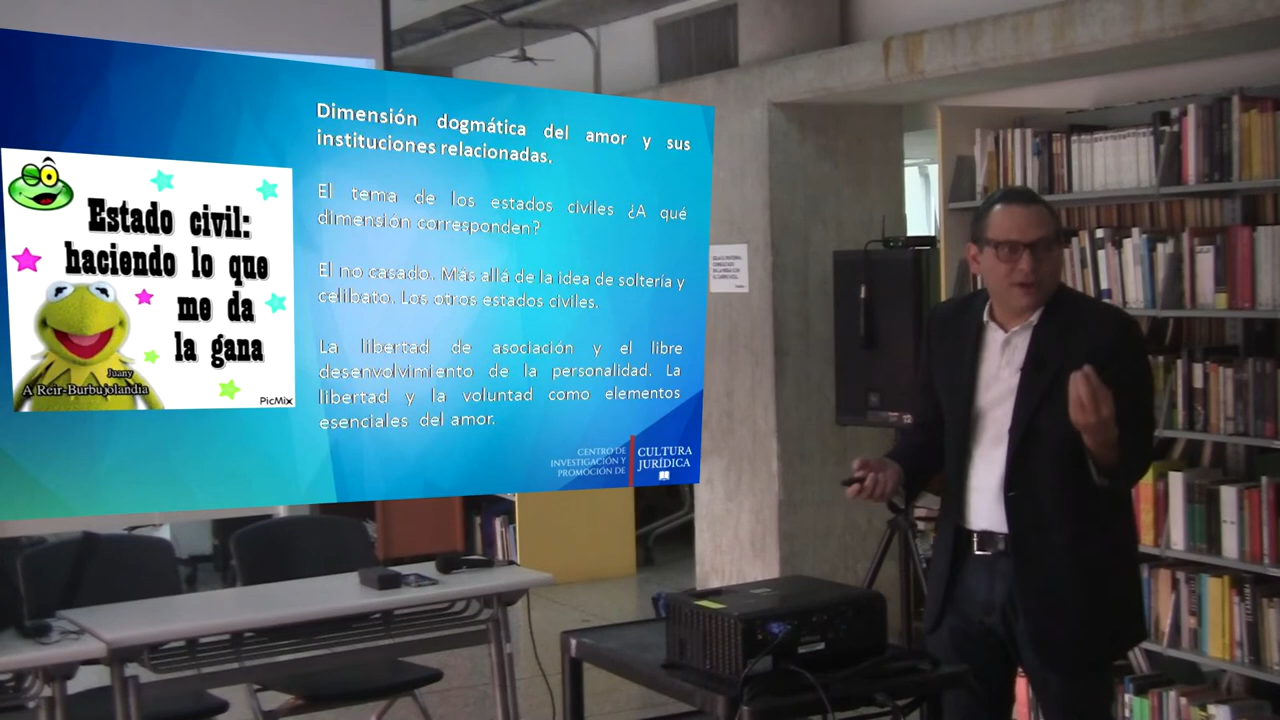 Dimensión dogmática del amor y sus
instituciones relacionadas.
El tema de los estados civiles ¿A qué
dimensión corresponden?
El no casado. Más allá de la idea de soltería y
celibato. Los otros estados civiles.
La libertad de asociación y el libre
desenvolvimiento de la personalidad. La
libertad y la voluntad como elementos
esenciales del amor.
CENTRO DE
INVESTIGACIÓN Y
PROMOCIÓN DE
CULTURA
JURÍDICA
Estado civil:
haciendo lo que
me da
la gana
Juany
A Reir-Burbujolandia
PicMix
12